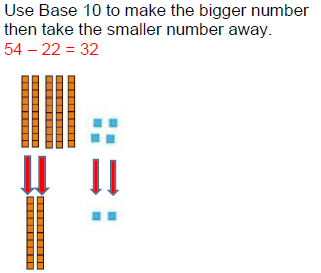 Use Base 10 to make the bigger number
then take the smaller number away.
54 – 22 = 32